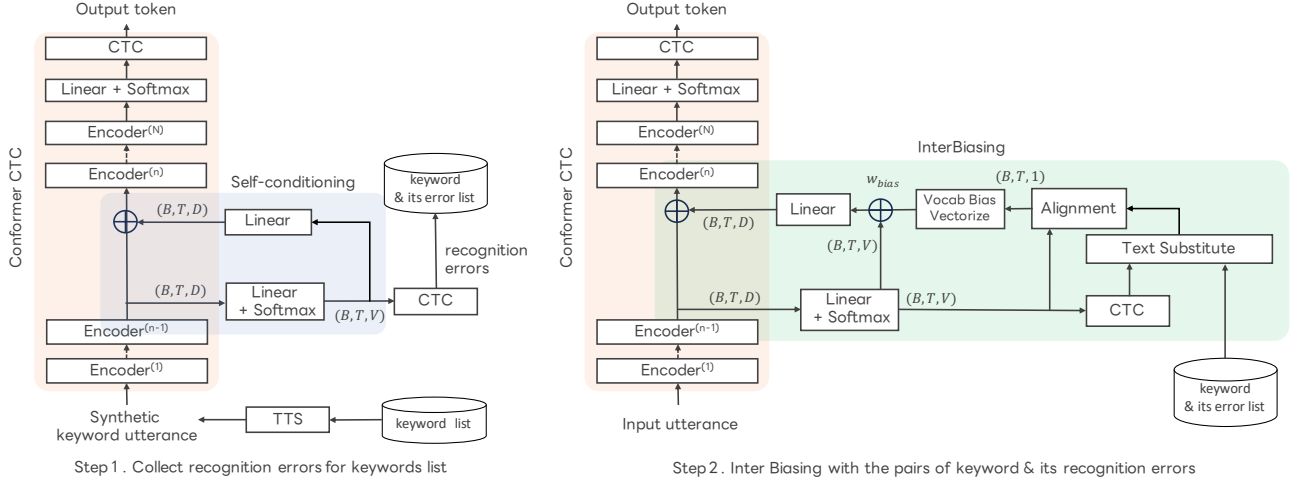 Output token
CTC
Linear + Softmax
Encoder(N)
Encoder(n)
Conformer CTC
Self-conditioning
(B,T,D)
Linear
keyword
& its error list
recognition
errors
(B,T,D)
Linear
+ Softmax
(B,T,V)
CTC
Encoder(n-1)
Encoder(1)
Synthetic
keyword utterance
TTS
keyword list
Step 1 . Collect recognition errors for keywords list
Output token
CTC
Linear + Softmax
Encoder(N)
Encoder(n)
Conformer CTC
InterBiasing
(B,T,D)
Linear
wbias
(B,T,V)
Vocab Bias
Vectorize
(B,T,1)
Alignment
Text Substitute
(B,T,D)
Linear
+ Softmax
(B,T,V)
CTC
Encoder(n-1)
Encoder(1)
keyword
& its error list
Input utterance
Step 2. Inter Biasing with the pairs of keyword & its recognition errors